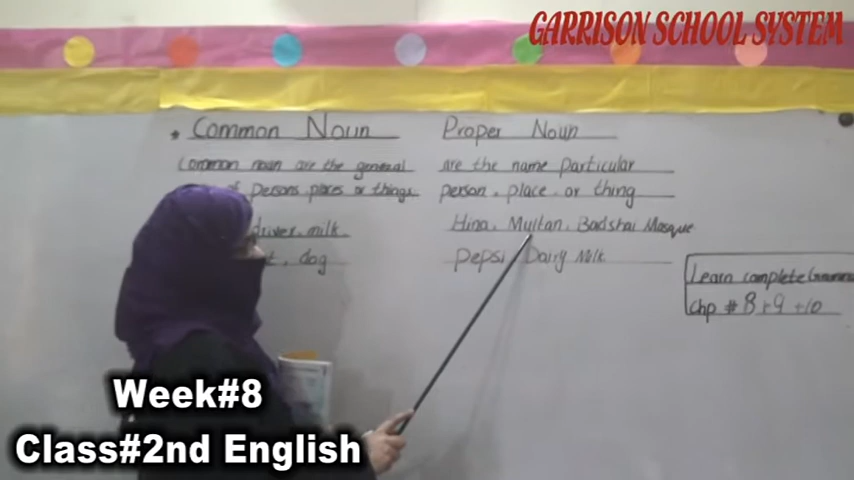 GARRISON SCHOOL SYSTEM
* Common Noun
Common noun are the general
of Persons places or things
driver, milk
, dog
Proper Noun
are the name Particular
person, place, or thing
Hina, Multan, Badshai Masque
Pepsi, Dairy Milk
Learn complete
Chp # 8+9+10
Week#8
Class#2nd English